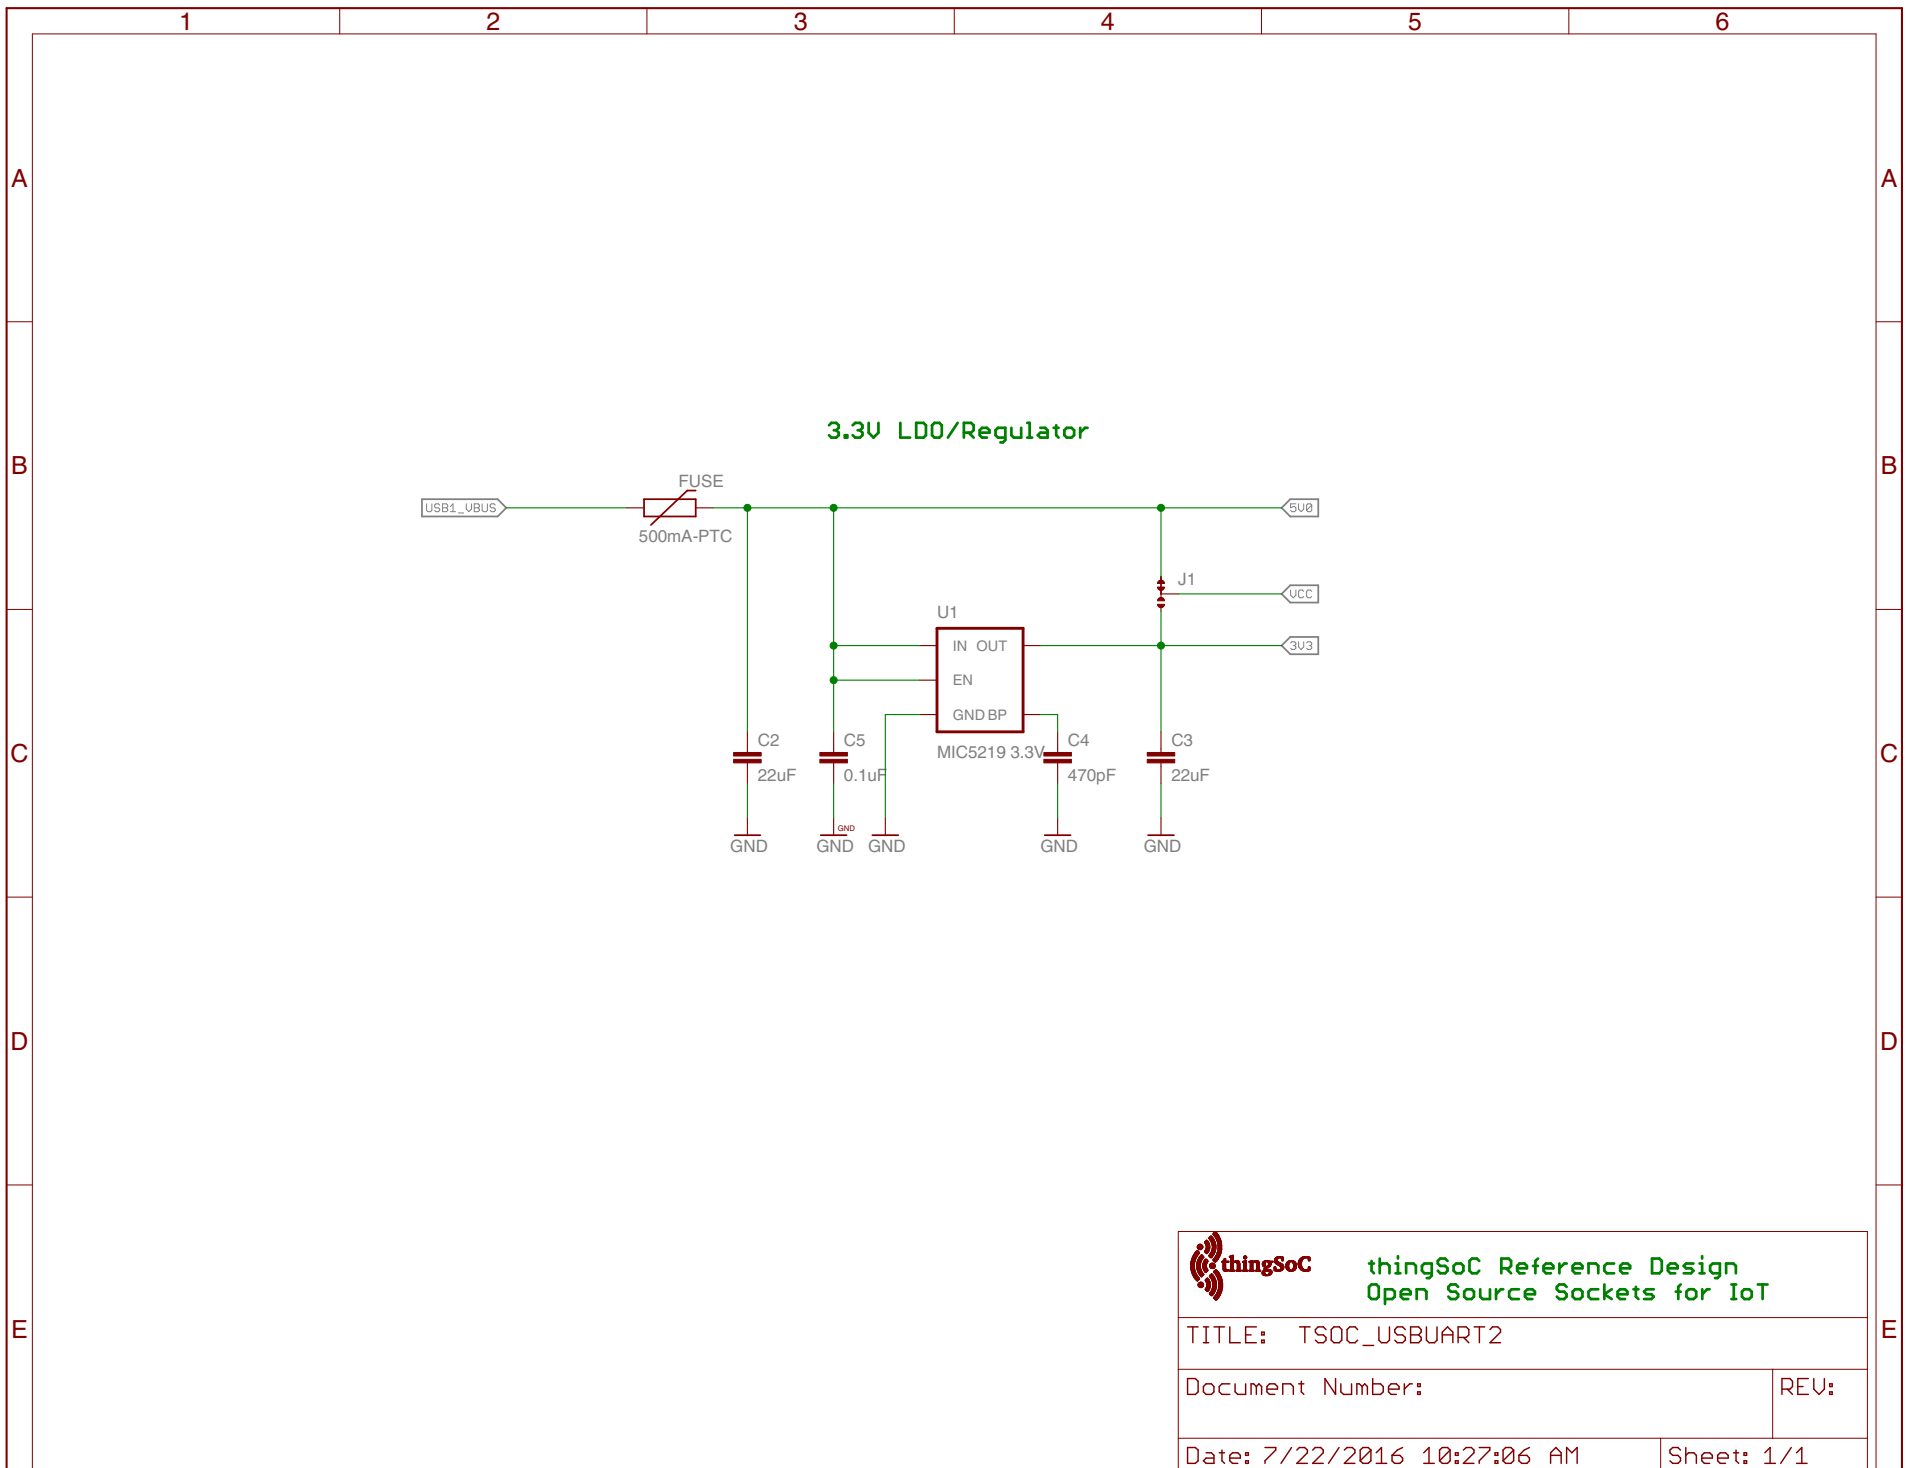 1 2 3 4 5 6
A A
3.3V LDO/Regulator
B B
FUSE
USB1_VBUS 5V0
500mA-PTC
J1
VCC
U1
IN OUT 3V3
EN
GND BP
C2 C5 C4 C3
C MIC5219 3.3V C
22uF 0.1uF 470pF 22uF
GND
GND GND GND GND GND
D D
thingSoC thingSoC Reference Design
Open Source Sockets for IoT
E E
TITLE: TSOC_USBUART2
Document Number: REV:
Date: 7/22/2016 10:27:06 AM Sheet: 1/1